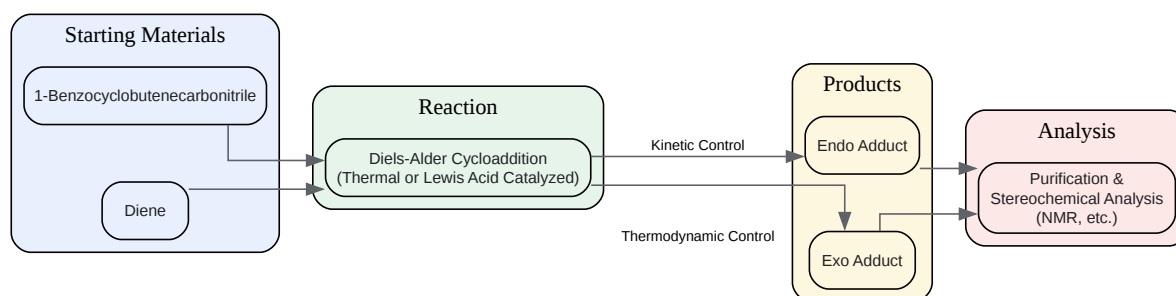 Starting Materials
1-Benzocyclobutenecarbonitrile
Diene
Reaction
Diels-Alder Cycloaddition
(Thermal or Lewis Acid Catalyzed)
Kinetic Control
Thermodynamic Control
Products
Endo Adduct
Exo Adduct
Analysis
Purification &
Stereochemical Analysis
(NMR, etc.)